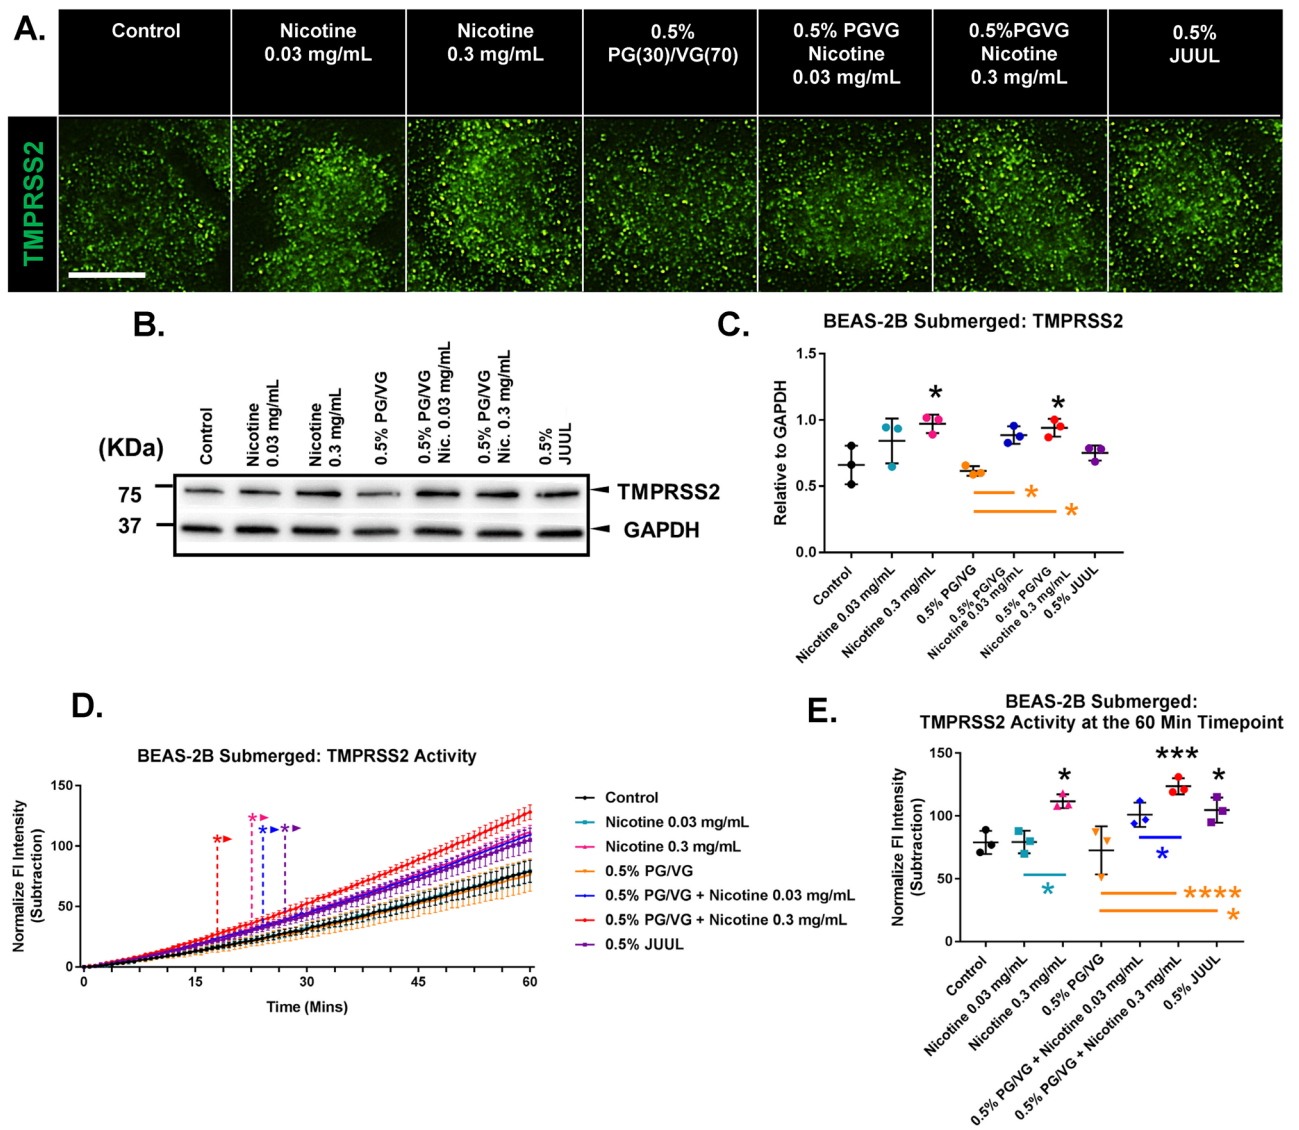 A.
Control
Nicotine
0.03 mg/mL
Nicotine
0.3 mg/mL
0.5%
PG(30)/VG(70)
0.5% PGVG
Nicotine
0.03 mg/mL
0.5%PGVG
Nicotine
0.3 mg/mL
0.5%
JUUL
TMPRSS2
B.
(KDa)
Control
Nicotine
0.03 mg/mL
Nicotine
0.3 mg/mL
0.5% PG/VG
0.5% PG/VG
Nic. 0.03 mg/mL
0.5% PG/VG
Nic. 0.3 mg/mL
0.5%
JUUL
75
37
TMPRSS2
GAPDH
C.
BEAS-2B Submerged: TMPRSS2
Relative to GAPDH
1.5
1.0
0.5
0.0
*
*
*
*
Control
Nicotine 0.03 mg/mL
Nicotine 0.3 mg/mL
0.5% PG/VG
0.5% PG/VG
Nicotine 0.03 mg/mL
0.5% PG/VG
Nicotine 0.3 mg/mL
0.5% JUUL
D.
BEAS-2B Submerged: TMPRSS2 Activity
Normalize FI Intensity
(Subtraction)
150
100
50
0
*
*
*
*
0
15
30
45
60
Time (Mins)
Control
Nicotine 0.03 mg/mL
Nicotine 0.3 mg/mL
0.5% PG/VG
0.5% PG/VG + Nicotine 0.03 mg/mL
0.5% PG/VG + Nicotine 0.3 mg/mL
0.5% JUUL
E.
BEAS-2B Submerged:
TMPRSS2 Activity at the 60 Min Timepoint
Normalize FI Intensity
(Subtraction)
150
100
50
0
*
***
*
*
*
****
*
Control
Nicotine 0.03 mg/mL
Nicotine 0.3 mg/mL
0.5% PG/VG
0.5% PG/VG + Nicotine 0.03 mg/mL
0.5% PG/VG + Nicotine 0.3 mg/mL
0.5% JUUL